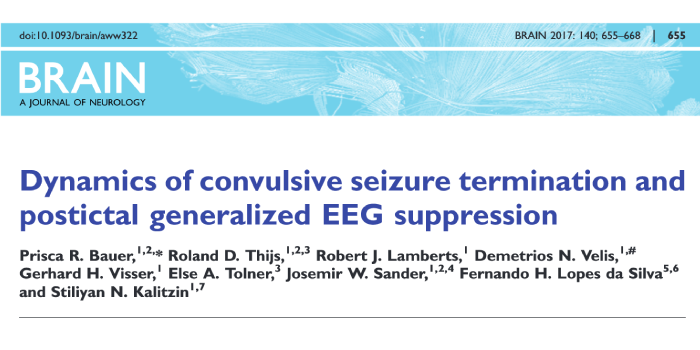 doi:10.1093/brain/aww322 BRAIN 2017: 140; 655–668 | 655
BRAIN
A JOURNAL OF NEUROLOGY
Dynamics of convulsive seizure termination and
postictal generalized EEG suppression
Prisca R. Bauer,1,2,* Roland D. Thijs,1,2,3 Robert J. Lamberts,1 Demetrios N. Velis,1,#
Gerhard H. Visser,1 Else A. Tolner,3 Josemir W. Sander,1,2,4 Fernando H. Lopes da Silva5,6
and Stiliyan N. Kalitzin1,7